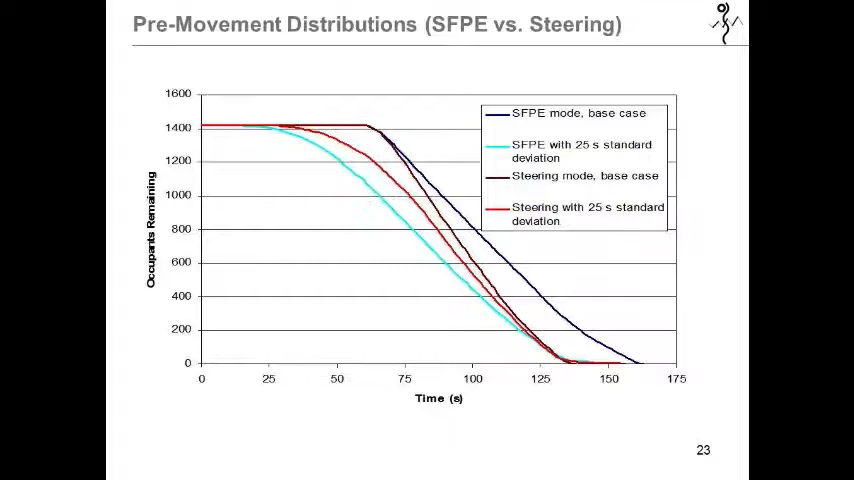 Pre-Movement Distributions (SFPE vs. Steering)
1600
1400
1200
1000
800
600
400
200
0
Occupants Remaining
SFPE mode, base case
SFPE with 25 s standard
deviation
Steering mode, base case
Steering with 25 s standard
deviation
0 25 50 75 100 125 150 175
Time (s)
23